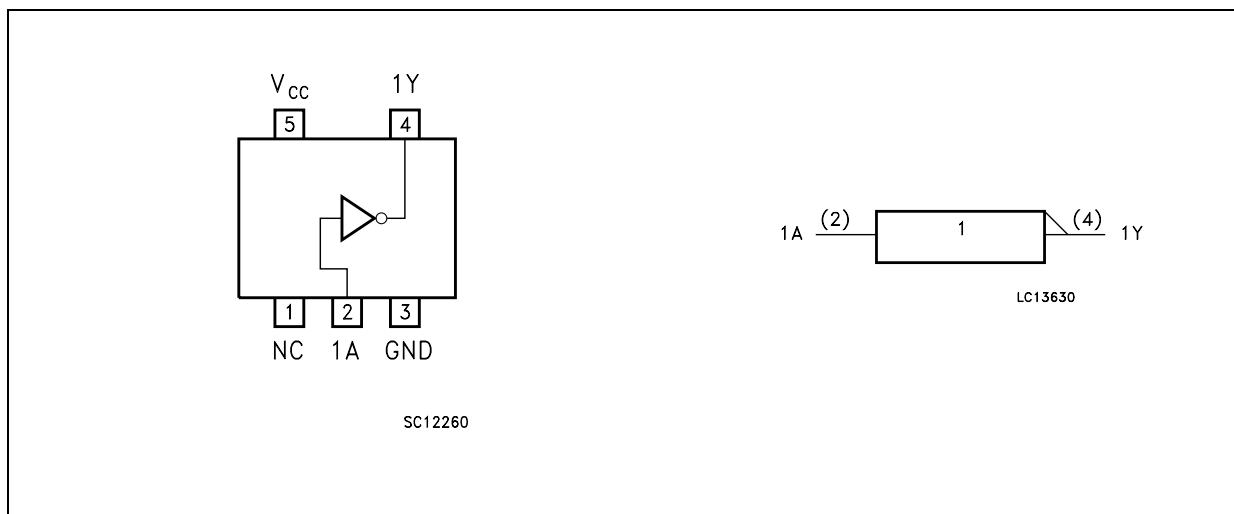 VCC 1Y
5 4
1 2 3
NC 1A GND
SC12260
1A (2) 1 (4) 1Y
LC13630